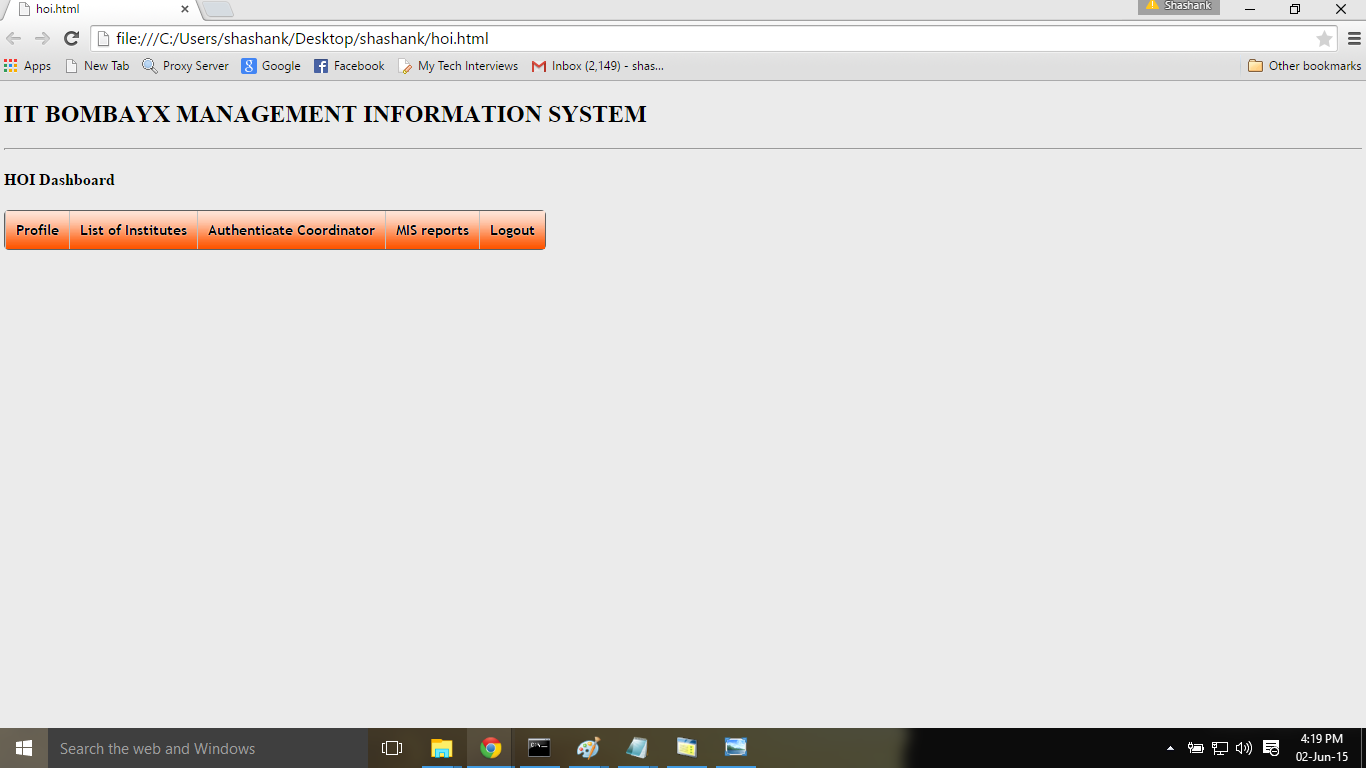 hoi.html
Shashank
file:///C:/Users/shashank/Desktop/shashank/hoi.html
Apps New Tab Proxy Server Google Facebook My Tech Interviews Inbox (2,149) - shas... Other bookmarks
IIT BOMBAYX MANAGEMENT INFORMATION SYSTEM
HOI Dashboard
Profile List of Institutes Authenticate Coordinator MIS reports Logout
Search the web and Windows
4:19 PM
02-Jun-15